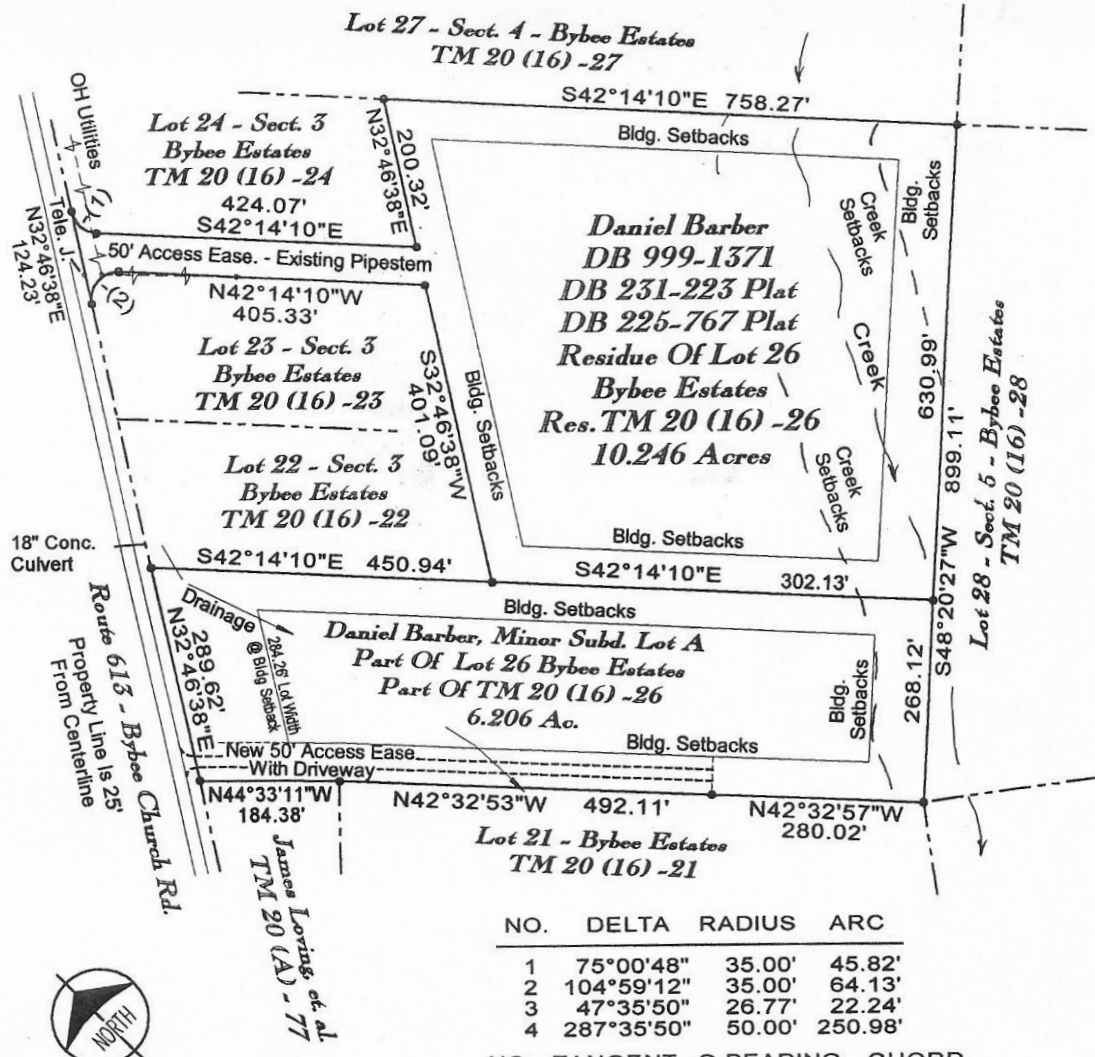 Lot 27 - Sect. 4 - Bybee Estates
TM 20 (16) -27
S42°14'10"E 758.27'
Bldg. Setbacks
OH Utilities
Lot 24 - Sect. 3
Bybee Estates
TM 20 (16) -24
424.07'
S42°14'10"E
N32°46'38"E
200.32'
Tele. J.
N32°46'38"E
124.23'
50' Access Ease. - Existing Pipestem
(2)
N42°14'10"W
405.33'
Lot 23 - Sect. 3
Bybee Estates
TM 20 (16) -23
S32°46'38"W
401.09'
Bldg. Setbacks
Daniel Barber
DB 999-1371
DB 231-223 Plat
DB 225-767 Plat
Residue Of Lot 26
Bybee Estates
Res. TM 20 (16) -26
10.246 Acres
Creek
Setbacks
Bldg.
Setbacks
Creek
Creek
Setbacks
630.99'
S48°20'27"W 899.11'
Lot 28 - Sect. 5 - Bybee Estates
TM 20 (16) -28
Lot 22 - Sect. 3
Bybee Estates
TM 20 (16) -22
Bldg. Setbacks
18" Conc.
Culvert
S42°14'10"E 450.94'
S42°14'10"E 302.13'
Bldg. Setbacks
Drainage
284.26' Lot Width
@ Bldg Setback
Daniel Barber, Minor Subd. Lot A
Part Of Lot 26 Bybee Estates
Part Of TM 20 (16) -26
6.206 Ac.
Bldg.
Setbacks
268.12'
289.62'
N32°46'38"E
Route 613 - Bybee Church Rd.
Property Line Is 25'
From Centerline
Bldg. Setbacks
New 50' Access Ease.
With Driveway
N44°33'11"W
184.38'
N42°32'53"W 492.11'
N42°32'57"W
280.02'
Lot 21 - Bybee Estates
TM 20 (16) -21
James Loving, et. al.
TM 20 (A) - 77
NO. DELTA RADIUS ARC
1 75°00'48" 35.00' 45.82'
2 104°59'12" 35.00' 64.13'
3 47°35'50" 26.77' 22.24'
4 287°35'50" 50.00' 250.98'
NORTH
NO. TANGENT C.BEARING CHORD